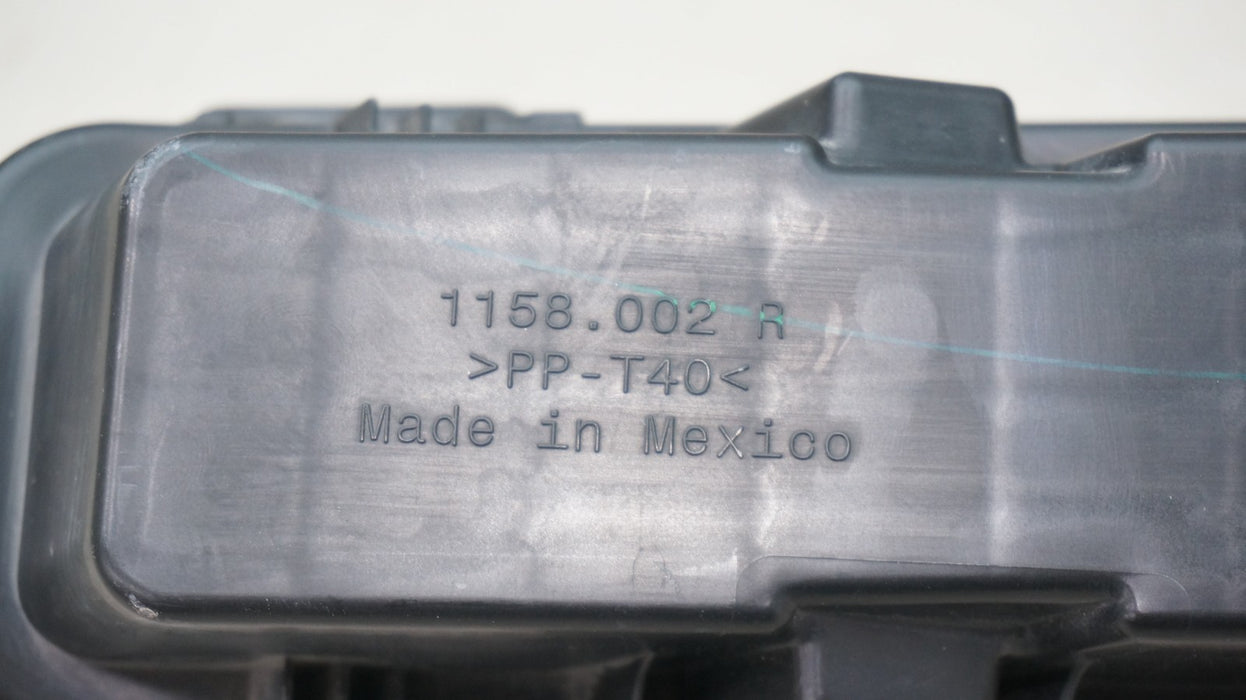 1158.002 R
>PP-T40<
Made in Mexico